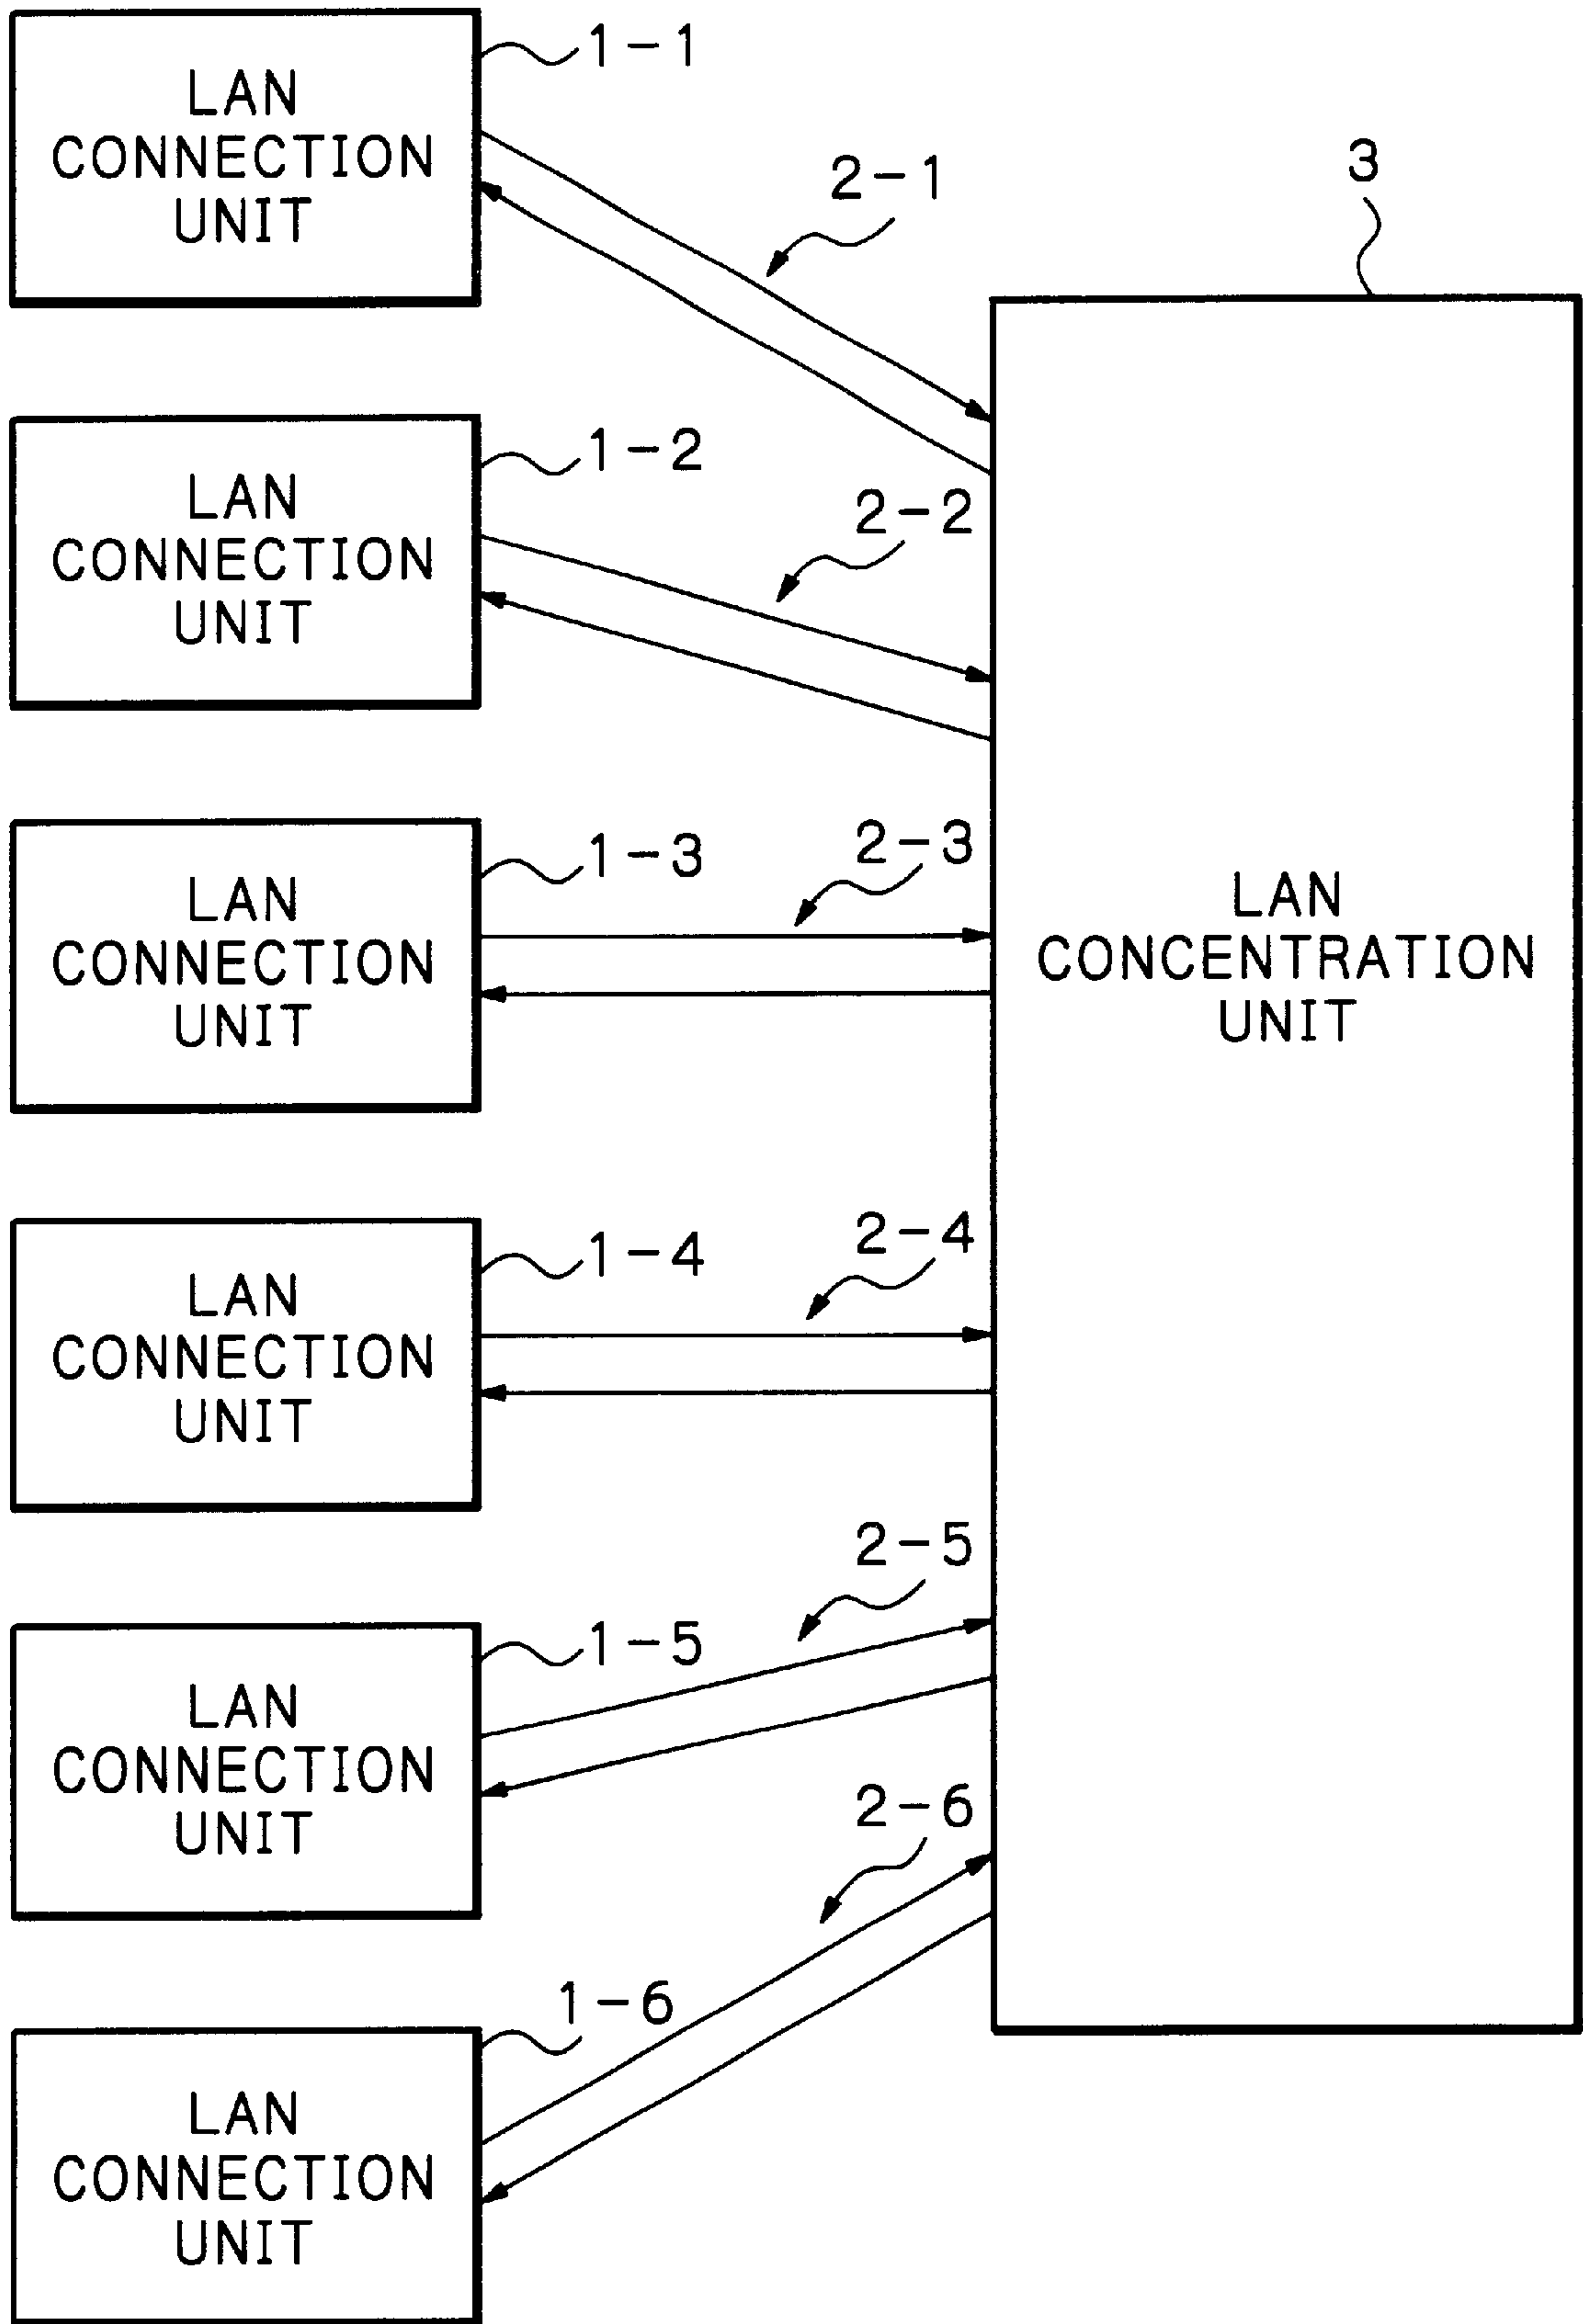 1-1
LAN
CONNECTION
UNIT
2-1
3
1-2
LAN
CONNECTION
UNIT
2-2
1-3
LAN
CONNECTION
UNIT
2-3
LAN
CONCENTRATION
UNIT
1-4
LAN
CONNECTION
UNIT
2-4
1-5
LAN
CONNECTION
UNIT
2-5
1-6
LAN
CONNECTION
UNIT
2-6